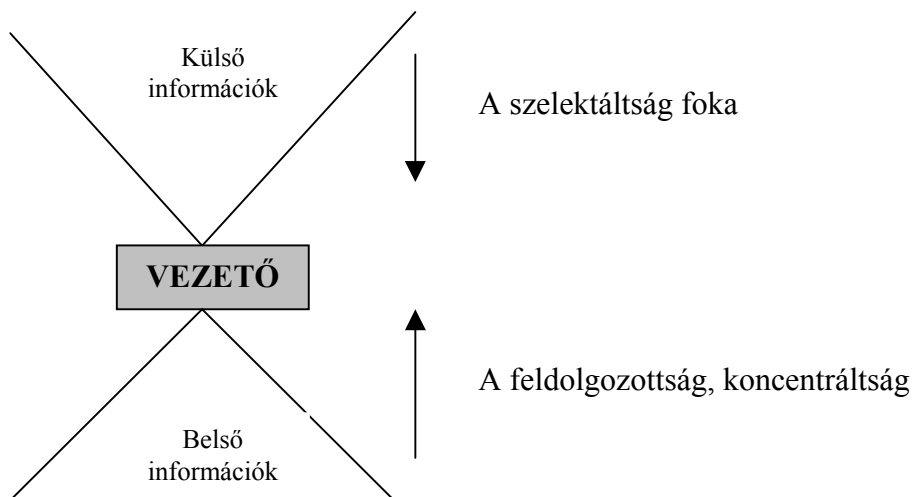 Külső
információk
A szelektáltság foka
VEZETŐ
A feldolgozottság, koncentráltság
Belső
információk